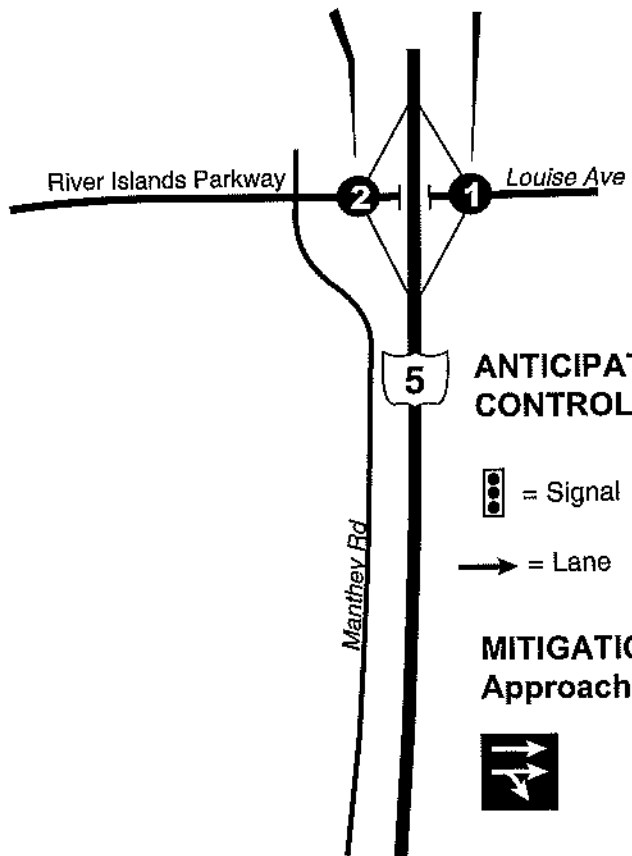 River Islands Parkway
2
1
Louise Ave
5
ANTICIPAT
CONTROL
= Signal
= Lane
Manthey Rd
MITIGATIO
Approach